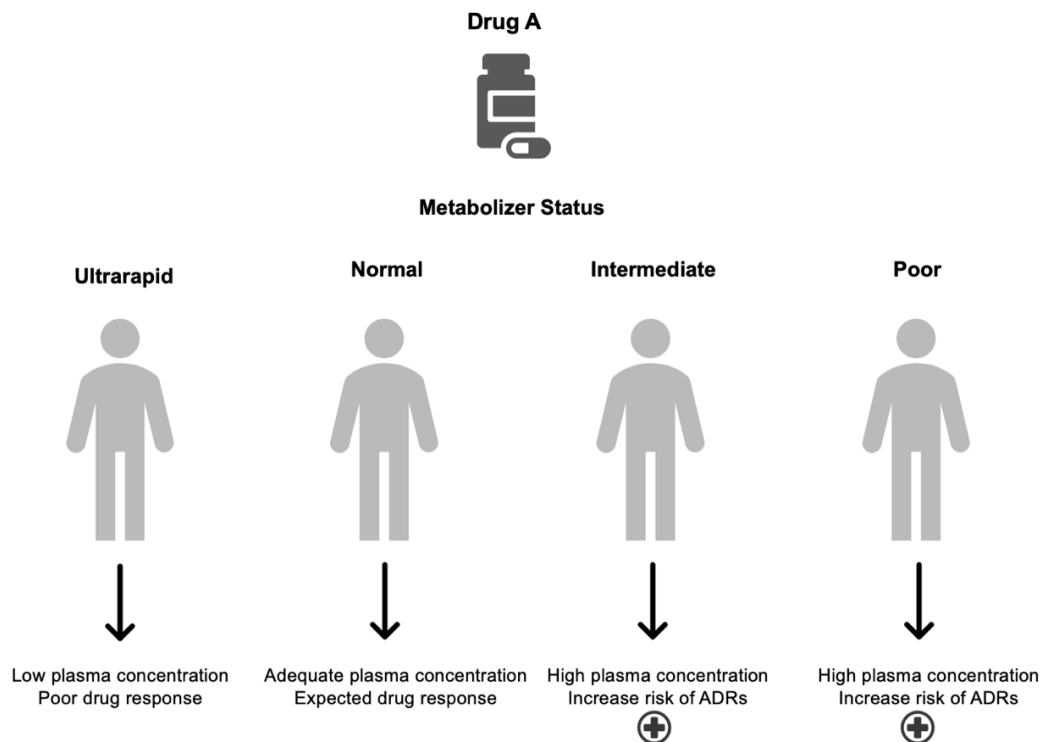 Drug A
Metabolizer Status
Ultrarapid
Normal
Intermediate
Poor
Low plasma concentration
Poor drug response
Adequate plasma concentration
Expected drug response
High plasma concentration
Increase risk of ADRs
High plasma concentration
Increase risk of ADRs